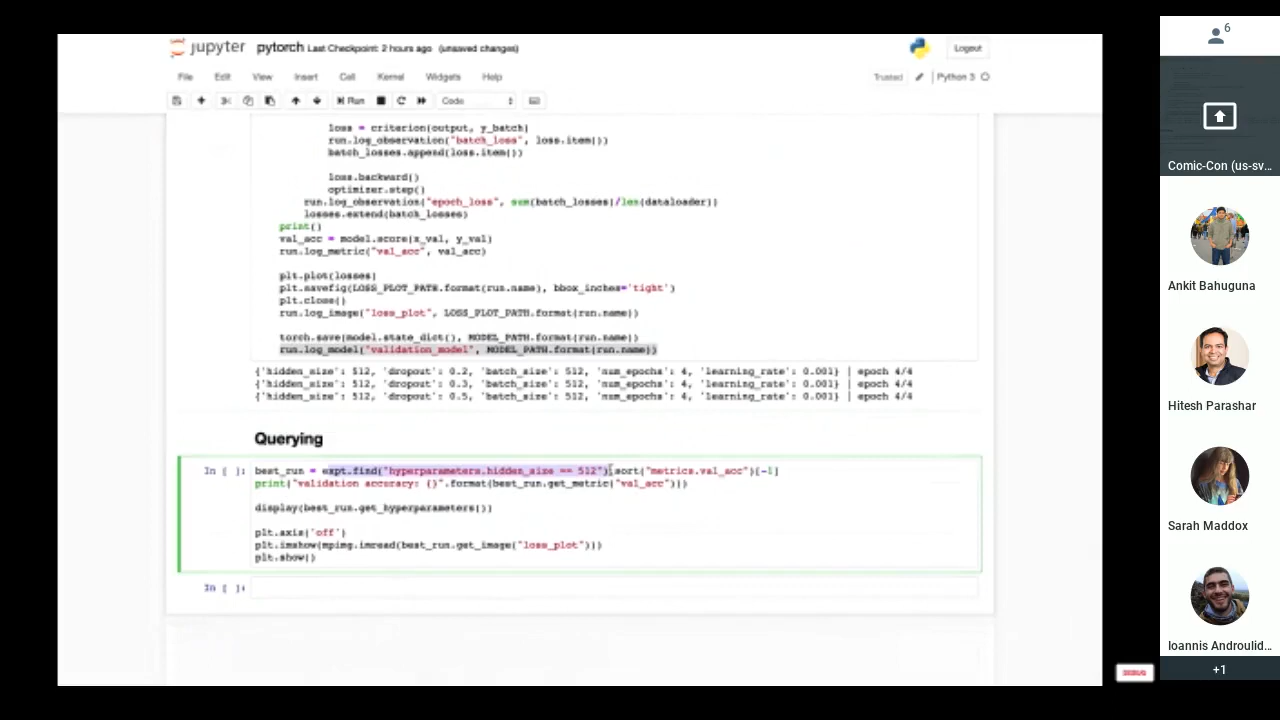 jupyter pytorch Last Checkpoint: 2 hours ago (unsaved changes)
Logout
File Edit View Insert Cell Kernel Widgets Help
Trusted Python 3
Run Code
loss = criterion(output, y_batch)
run.log_observation("batch_loss", loss.item())
batch_losses.append(loss.item())
loss.backward()
optimizer.step()
run.log_observation("epoch_loss", sum(batch_losses)/len(dataloader))
losses.extend(batch_losses)
print()
val_acc = model.score(x_val, y_val)
run.log_metric("val_acc", val_acc)
plt.plot(losses)
plt.savefig(LOSS_PLOT_PATH.format(run.name), bbox_inches='tight')
plt.close()
run.log_image("loss_plot", LOSS_PLOT_PATH.format(run.name))
torch.save(model.state_dict(), MODEL_PATH.format(run.name))
run.log_model("validation_model", MODEL_PATH.format(run.name))
{'hidden_size': 512, 'dropout': 0.2, 'batch_size': 512, 'num_epochs': 4, 'learning_rate': 0.001} | epoch 4/4
{'hidden_size': 512, 'dropout': 0.3, 'batch_size': 512, 'num_epochs': 4, 'learning_rate': 0.001} | epoch 4/4
{'hidden_size': 512, 'dropout': 0.5, 'batch_size': 512, 'num_epochs': 4, 'learning_rate': 0.001} | epoch 4/4
Querying
In [ ]: best_run = expt.find("hyperparameters.hidden_size == 512").sort("metrics.val_acc")[-1]
print("validation accuracy: {}".format(best_run.get_metric("val_acc")))
display(best_run.get_hyperparameters())
plt.axis('off')
plt.imshow(mpimg.imread(best_run.get_image("loss_plot")))
plt.show()
In [ ]:
6
Comic-Con (us-sv...
Ankit Bahuguna
Hitesh Parashar
Sarah Maddox
Ioannis Androulid...
+1
DEBUG